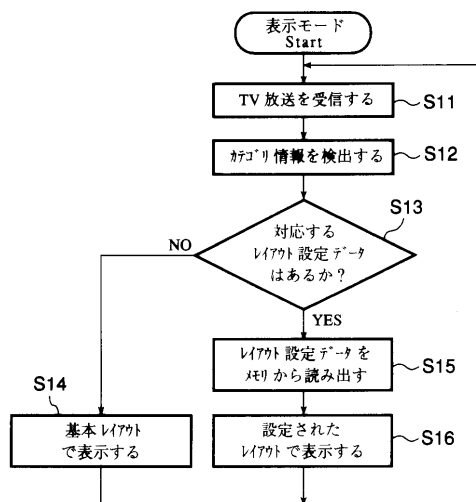 表示モード
Start
TV 放送を受信する
S11
カテゴリ情報を検出する
S12
S13
対応する
レイアウト設定データ
はあるか？
NO
YES
レイアウト設定データを
メモリから読み出す
S15
S14
基本レイアウト
で表示する
設定された
レイアウトで表示する
S16